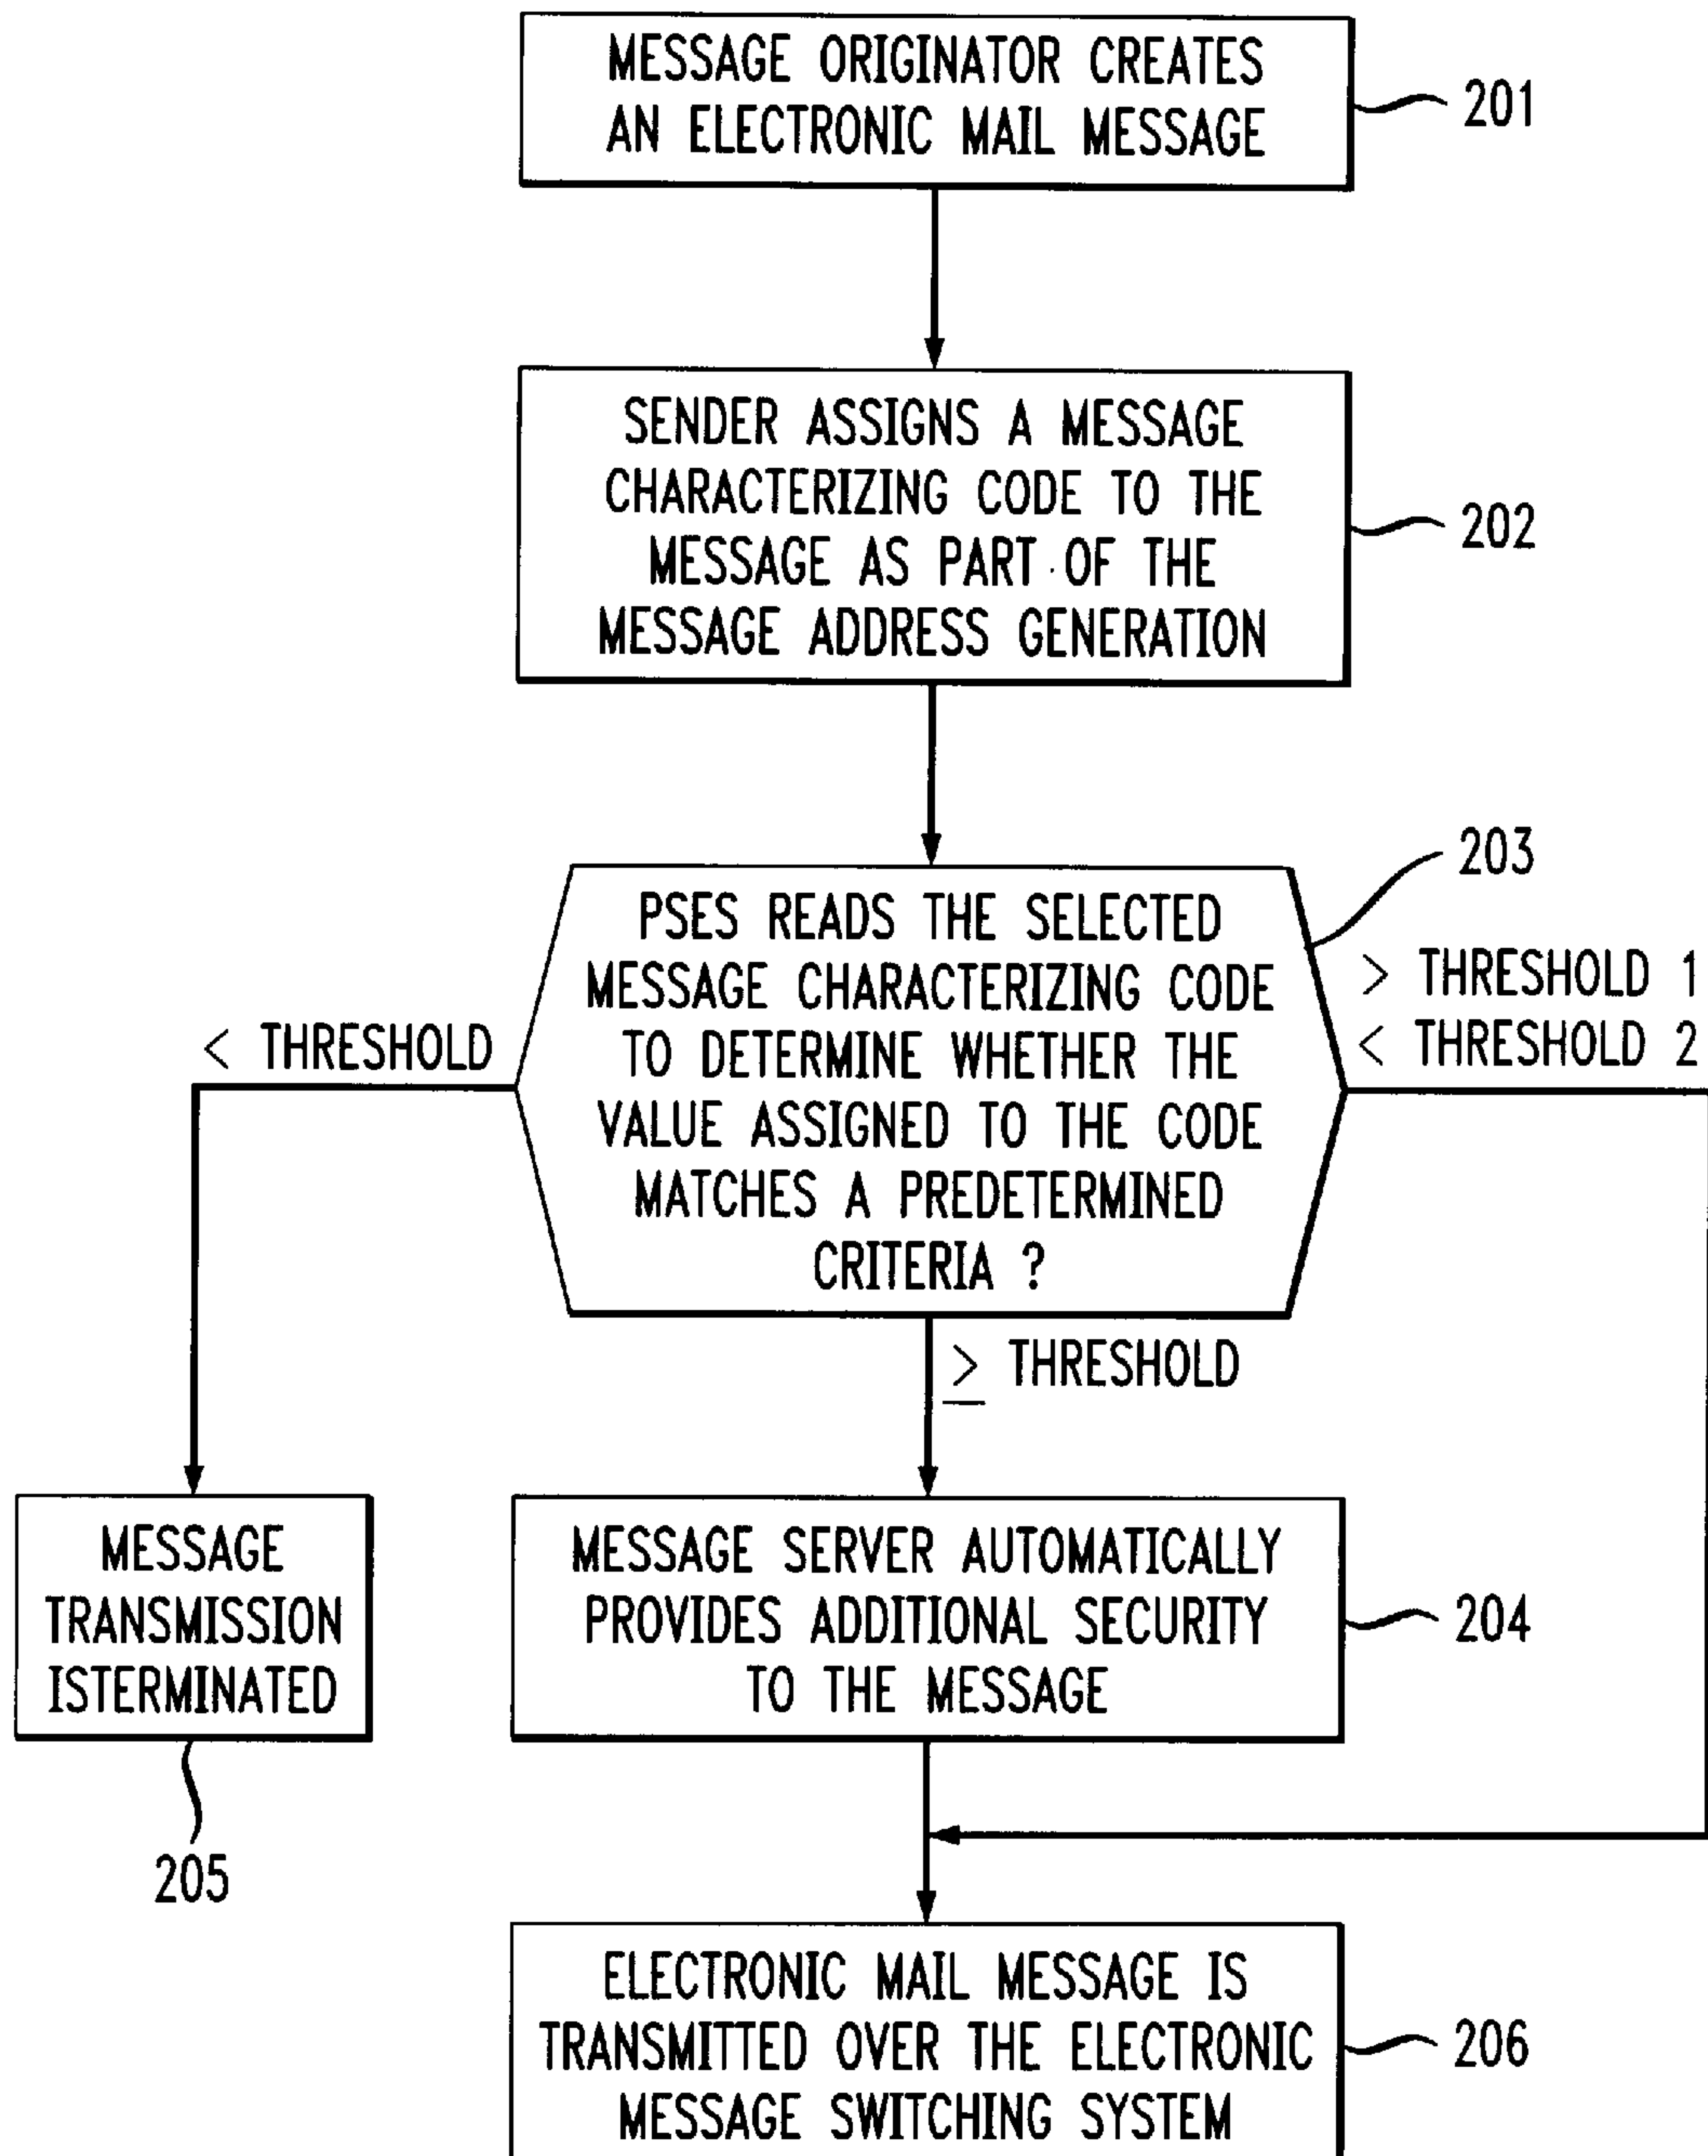 MESSAGE ORIGINATOR CREATES
AN ELECTRONIC MAIL MESSAGE
201
SENDER ASSIGNS A MESSAGE
CHARACTERIZING CODE TO THE
MESSAGE AS PART OF THE
MESSAGE ADDRESS GENERATION
202
203
PSES READS THE SELECTED
MESSAGE CHARACTERIZING CODE
TO DETERMINE WHETHER THE
VALUE ASSIGNED TO THE CODE
MATCHES A PREDETERMINED
CRITERIA ?
< THRESHOLD
> THRESHOLD 1
< THRESHOLD 2
≥ THRESHOLD
MESSAGE
TRANSMISSION
ISTERMINATED
205
MESSAGE SERVER AUTOMATICALLY
PROVIDES ADDITIONAL SECURITY
TO THE MESSAGE
204
ELECTRONIC MAIL MESSAGE IS
TRANSMITTED OVER THE ELECTRONIC
MESSAGE SWITCHING SYSTEM
206